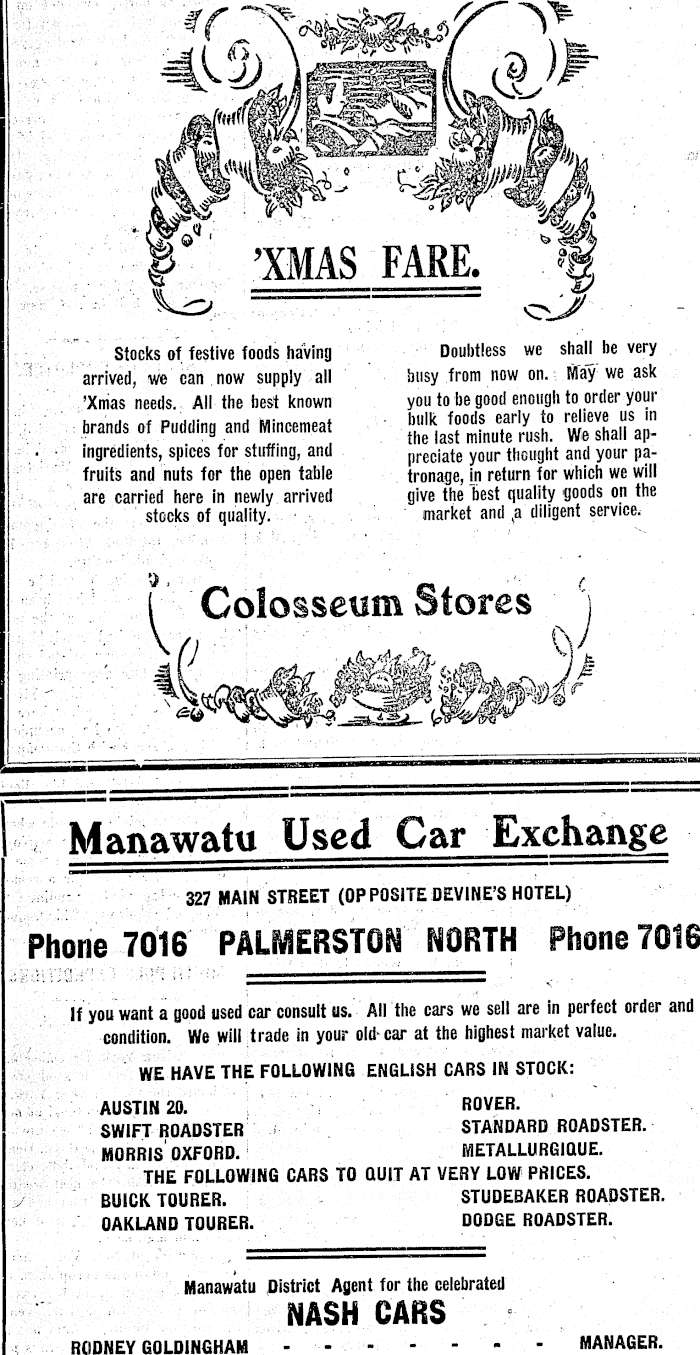 'XMAS FARE.
Stocks of festive foods having
arrived, we can now supply all
'Xmas needs. All the best known
brands of Pudding and Mincemeat
ingredients, spices for stuffing, and
fruits and nuts for the open table
are carried here in newly arrived
stocks of quality.
Doubtless we shall be very
busy from now on. May we ask
you to be good enough to order your
bulk foods early to relieve us in
the last minute rush. We shall ap-
preciate your thought and your pa-
tronage, in return for which we will
give the best quality goods on the
market and a diligent service.
Colosseum Stores
Manawatu Used Car Exchange
327 MAIN STREET (OPPOSITE DEVINE'S HOTEL)
Phone 7016 PALMERSTON NORTH Phone 7016
If you want a good used car consult us. All the cars we sell are in perfect order and
condition. We will trade in your old car at the highest market value.
WE HAVE THE FOLLOWING ENGLISH CARS IN STOCK:
AUSTIN 20. ROVER.
SWIFT ROADSTER STANDARD ROADSTER.
MORRIS OXFORD. METALLURGIQUE.
THE FOLLOWING CARS TO QUIT AT VERY LOW PRICES.
BUICK TOURER. STUDEBAKER ROADSTER.
OAKLAND TOURER. DODGE ROADSTER.
Manawatu District Agent for the celebrated
NASH CARS
RODNEY GOLDINGHAM - - - - - - - MANAGER.